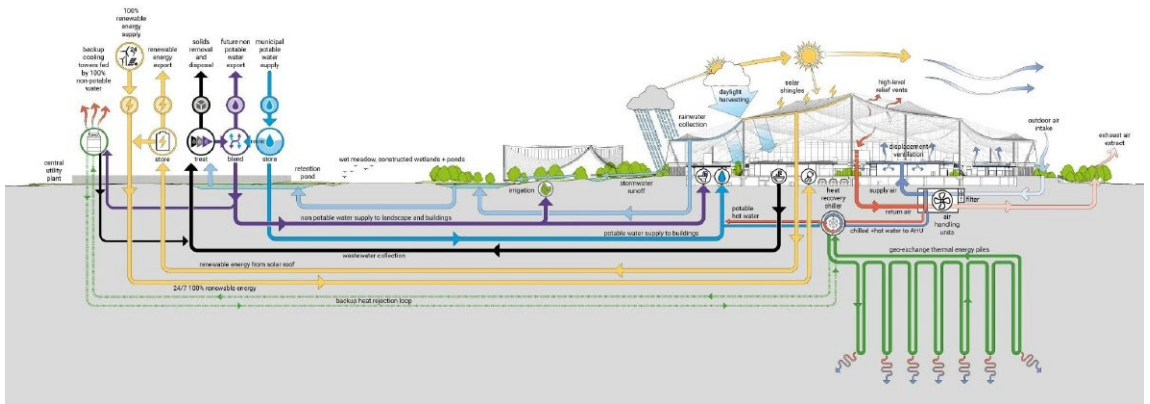 100%
renewable
energy
supply
backup
cooling
towers fed
by 100%
non-potable
water
renewable
energy
export
solids
removal
and
disposal
future non
potable
water
export
municipal
potable
water
supply
24
store
treat
blend
store
central
utility
plant
retention
pond
wet meadow, constructed wetlands + ponds
irrigation
stormwater
runoff
rainwater
collection
daylight
harvesting
solar
shingles
high-level
relief vents
outdoor air
intake
exhaust air
extract
displacement
ventilation
supply air
return air
filter
air
handling
units
heat
recovery
chiller
chilled +hot water to AHU
potable
hot water
non potable water supply to landscape and buildings
potable water supply to buildings
wastewater collection
renewable energy from solar roof
24/7 100% renewable energy
backup heat rejection loop
geo-exchange thermal energy piles